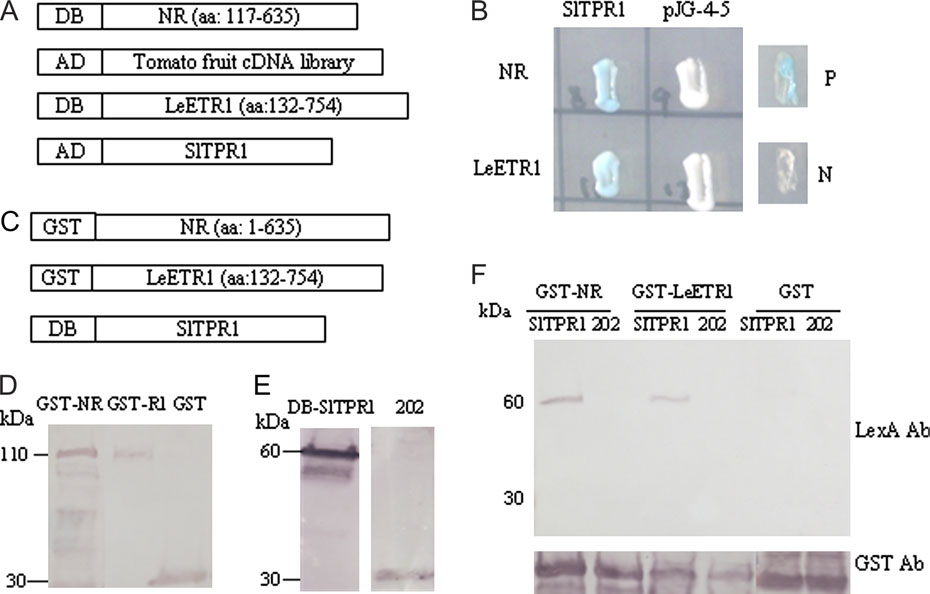 A
DB NR (aa: 117-635)
AD Tomato fruit cDNA library
DB LeETR1 (aa:132-754)
AD SlTPR1
B
SlTPR1 pJG-4-5
NR
LeETR1
P
N
C
GST NR (aa: 1-635)
GST LeETR1 (aa:132-754)
DB SlTPR1
D
GST-NR GST-R1 GST
kDa
110
30
E
DB-SlTPR1 202
60
30
F
GST-NR GST-LeETR1 GST
kDa
SlTPR1 202 SlTPR1 202 SlTPR1 202
60
30
LexA Ab
GST Ab